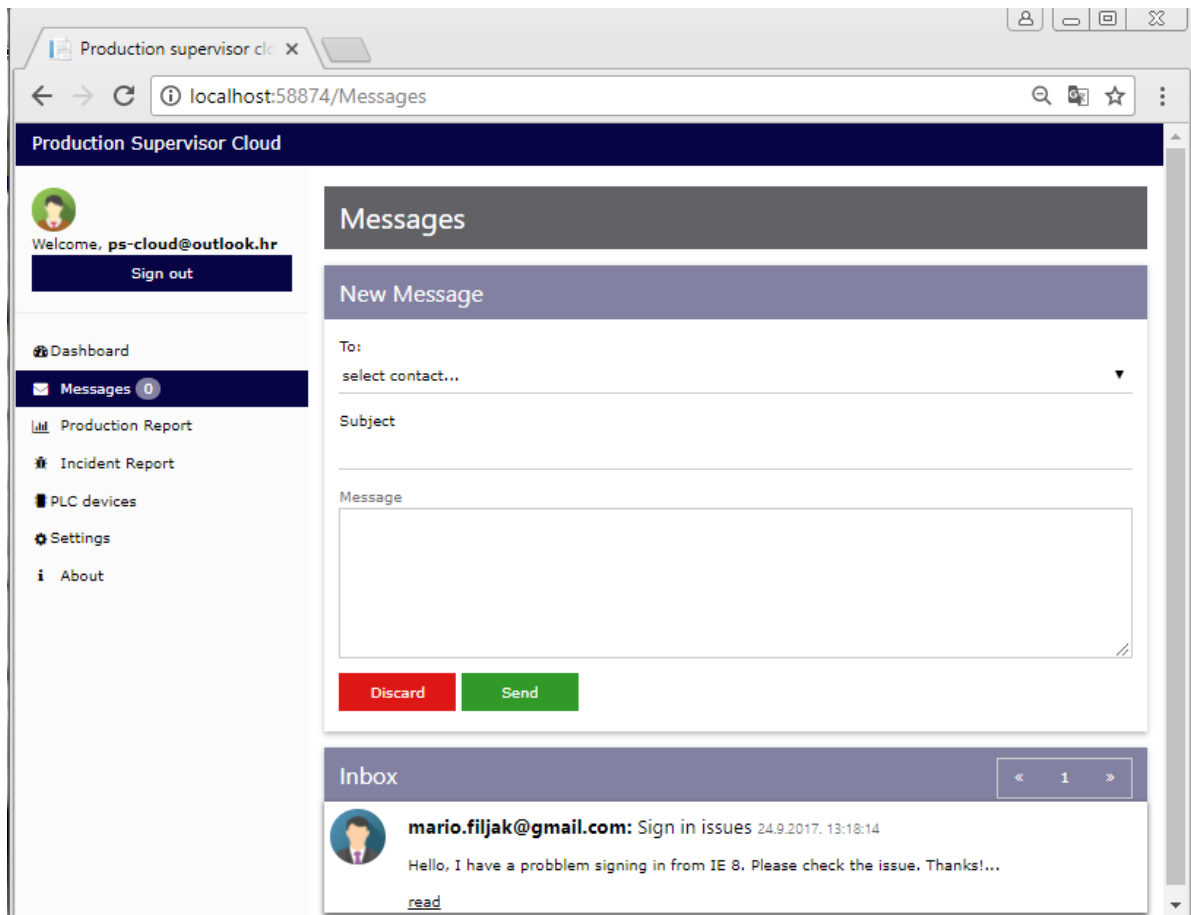 Production supervisor clo
localhost:58874/Messages
Production Supervisor Cloud
Welcome, ps-cloud@outlook.hr
Sign out
Dashboard
Messages 0
Production Report
Incident Report
PLC devices
Settings
About
Messages
New Message
To:
select contact...
Subject
Message
Discard
Send
Inbox
« 1 »
mario.filjak@gmail.com: Sign in issues 24.9.2017. 13:18:14
Hello, I have a probblem signing in from IE 8. Please check the issue. Thanks!...
read